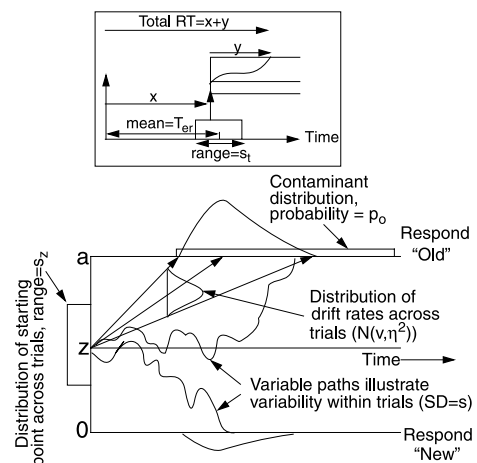 Total RT=x+y
y
x
mean=Ter
Time
range=st
Contaminant
distribution,
probability = po
Respond
"Old"
a
Distribution of starting
point across trials, range=sz
Distribution of
drift rates across
trials (N(v,η²))
z
Time
Variable paths illustrate
variability within trials (SD=s)
0
Respond
"New"